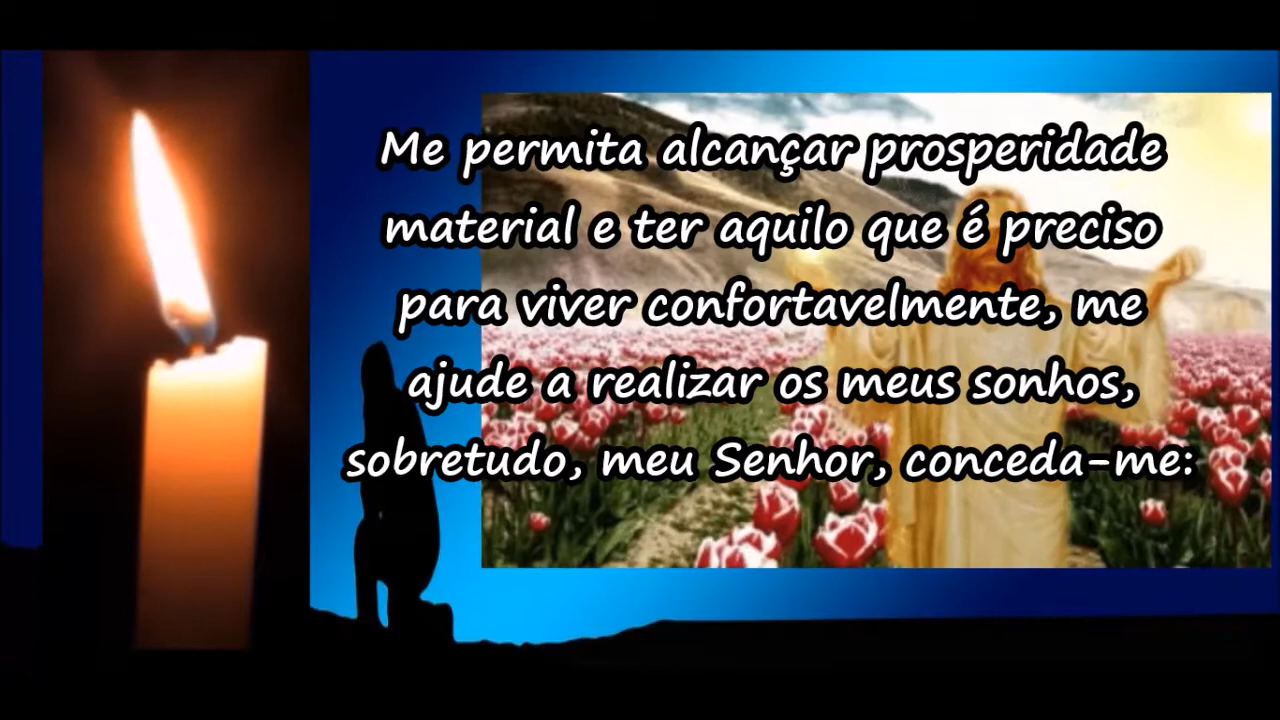 Me permita alcançar prosperidade
material e ter aquilo que é preciso
para viver confortavelmente, me
ajude a realizar os meus sonhos,
sobretudo, meu Senhor, conceda-me: